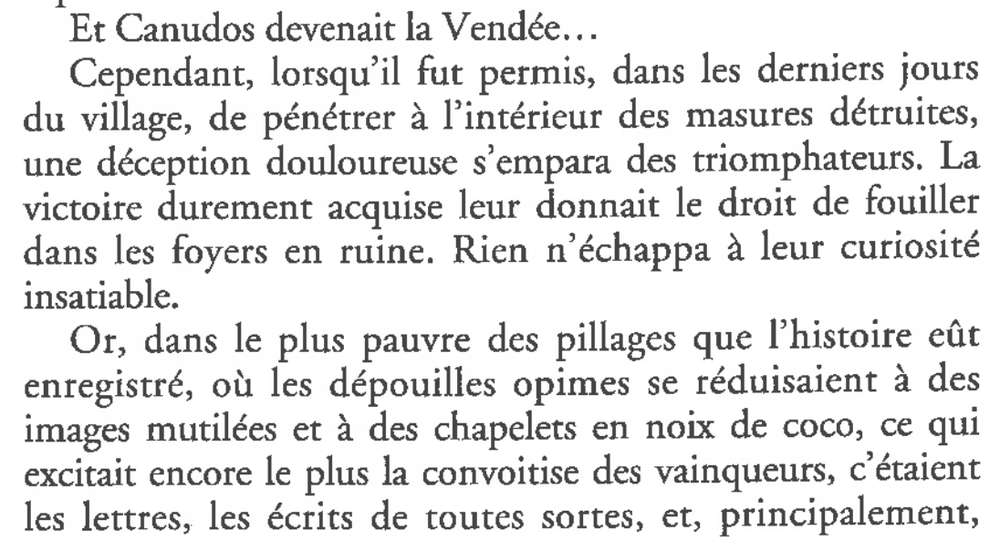 Et Canudos devenait la Vendée...
Cependant, lorsqu'il fut permis, dans les derniers jours
du village, de pénétrer à l'intérieur des masures détruites,
une déception douloureuse s'empara des triomphateurs. La
victoire durement acquise leur donnait le droit de fouiller
dans les foyers en ruine. Rien n'échappa à leur curiosité
insatiable.
Or, dans le plus pauvre des pillages que l'histoire eût
enregistré, où les dépouilles opimes se réduisaient à des
images mutilées et à des chapelets en noix de coco, ce qui
excitait encore le plus la convoitise des vainqueurs, c'étaient
les lettres, les écrits de toutes sortes, et, principalement,